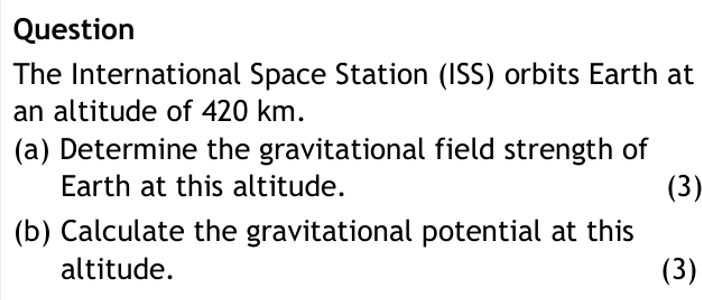 Question
The International Space Station (ISS) orbits Earth at
an altitude of 420 km.
(a) Determine the gravitational field strength of
Earth at this altitude. (3)
(b) Calculate the gravitational potential at this
altitude. (3)